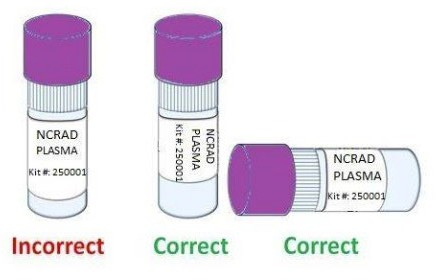 NCRAD
PLASMA
Kit #: 250001
NCRAD
PLASMA
Kit #: 250001
NCRAD
PLASMA
Kit #: 250001
Incorrect
Correct
Correct